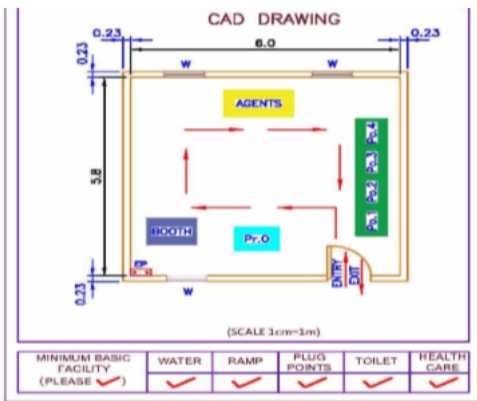 CAD DRAWING
0.23
0.23
6.0
0.23
W
W
AGENTS
5.8
Po.4
Po.3
Po.2
Po.1
BOOTH
Pr.O
ENTRY
EXIT
0.23
W
(SCALE 1cm=1m)
MINIMUM BASIC FACILITY (PLEASE ✓)
WATER
RAMP
PLUG POINTS
TOILET
HEALTH CARE